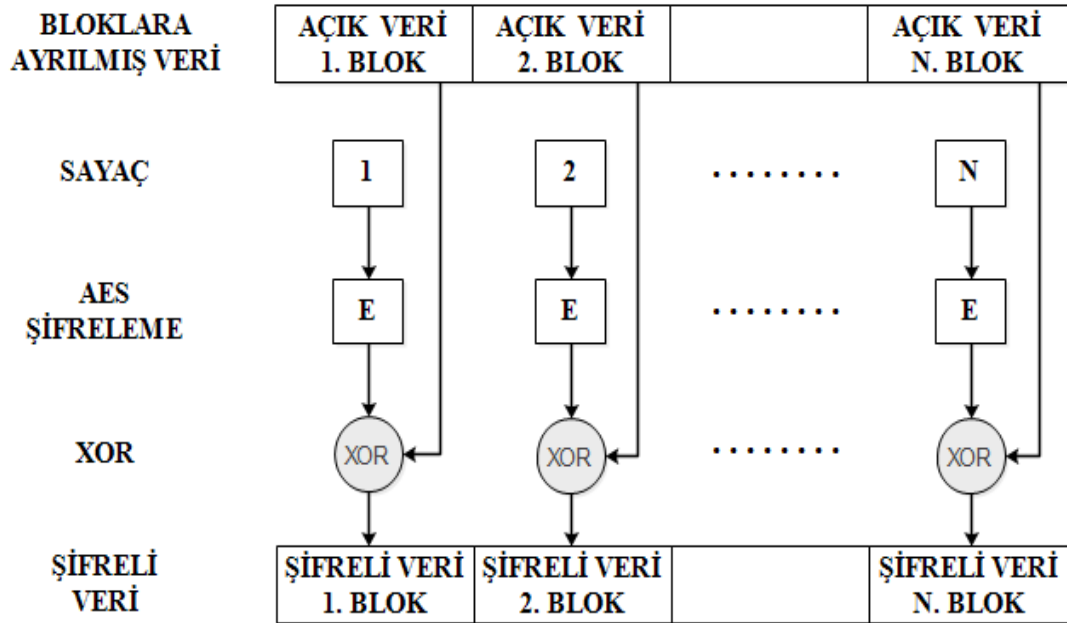 BLOKLARA
AYRILMIŞ VERİ
AÇIK VERİ
1. BLOK
AÇIK VERİ
2. BLOK
AÇIK VERİ
N. BLOK
SAYAÇ
1
2
........
N
AES
ŞİFRELEME
E
E
........
E
XOR
XOR
XOR
........
XOR
ŞİFRELİ
VERİ
ŞİFRELİ VERİ
1. BLOK
ŞİFRELİ VERİ
2. BLOK
ŞİFRELİ VERİ
N. BLOK